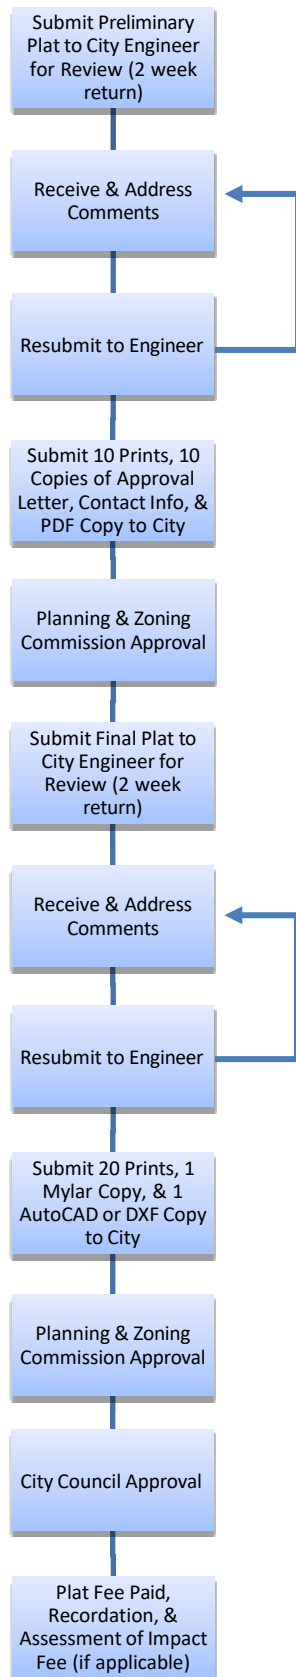 Submit Preliminary
Plat to City Engineer
for Review (2 week
return)
Receive & Address
Comments
Resubmit to Engineer
Submit 10 Prints, 10
Copies of Approval
Letter, Contact Info, &
PDF Copy to City
Planning & Zoning
Commission Approval
Submit Final Plat to
City Engineer for
Review (2 week
return)
Receive & Address
Comments
Resubmit to Engineer
Submit 20 Prints, 1
Mylar Copy, & 1
AutoCAD or DXF Copy
to City
Planning & Zoning
Commission Approval
City Council Approval
Plat Fee Paid,
Recordation, &
Assessment of Impact
Fee (if applicable)